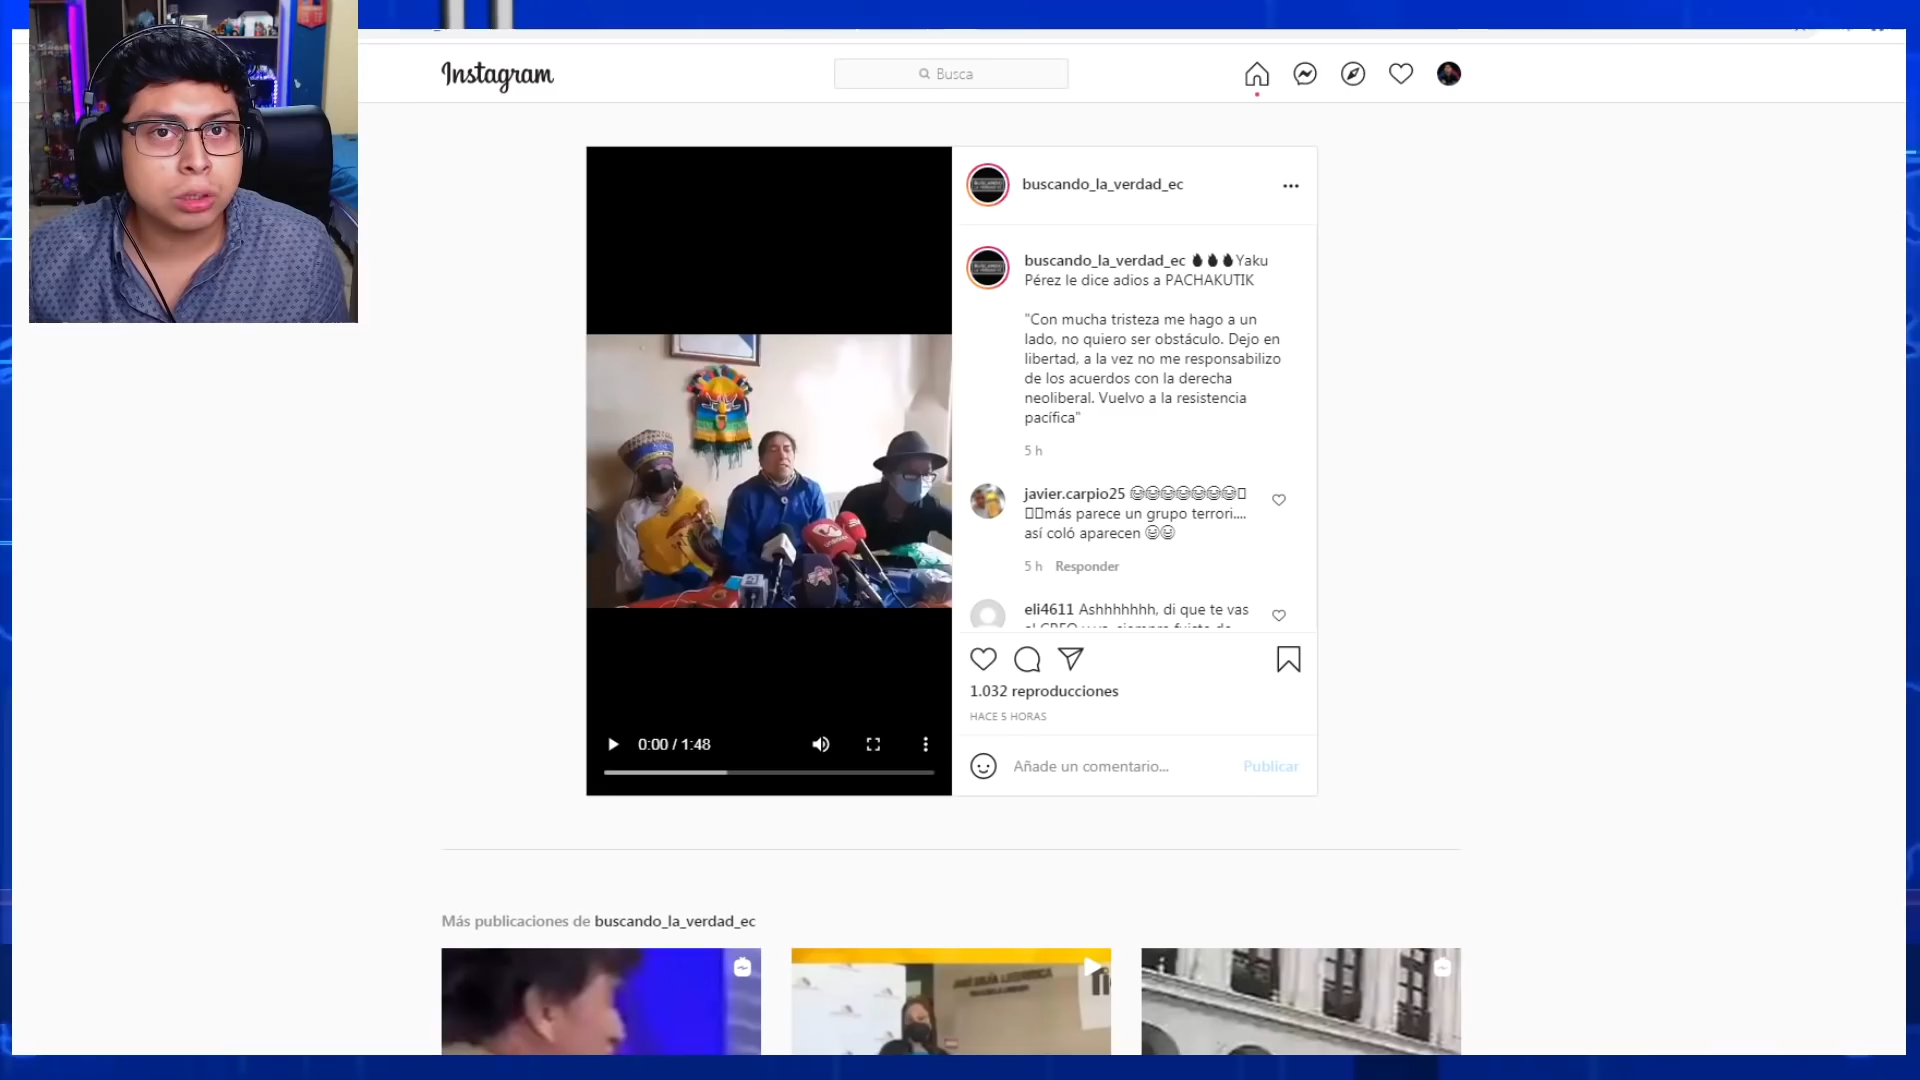 Instagram
Busca
buscando_la_verdad_ec
buscando_la_verdad_ec 🔥🔥🔥Yaku
Pérez le dice adios a PACHAKUTIK
"Con mucha tristeza me hago a un
lado, no quiero ser obstáculo. Dejo en
libertad, a la vez no me responsabilizo
de los acuerdos con la derecha
neoliberal. Vuelvo a la resistencia
pacífica"
5 h
javier.carpio25
más parece un grupo terrori....
así coló aparecen
5 h Responder
eli4611 Ashhhhhhh, di que te vas
1.032 reproducciones
HACE 5 HORAS
0:00 / 1:48
Añade un comentario... Publicar
Más publicaciones de buscando_la_verdad_ec